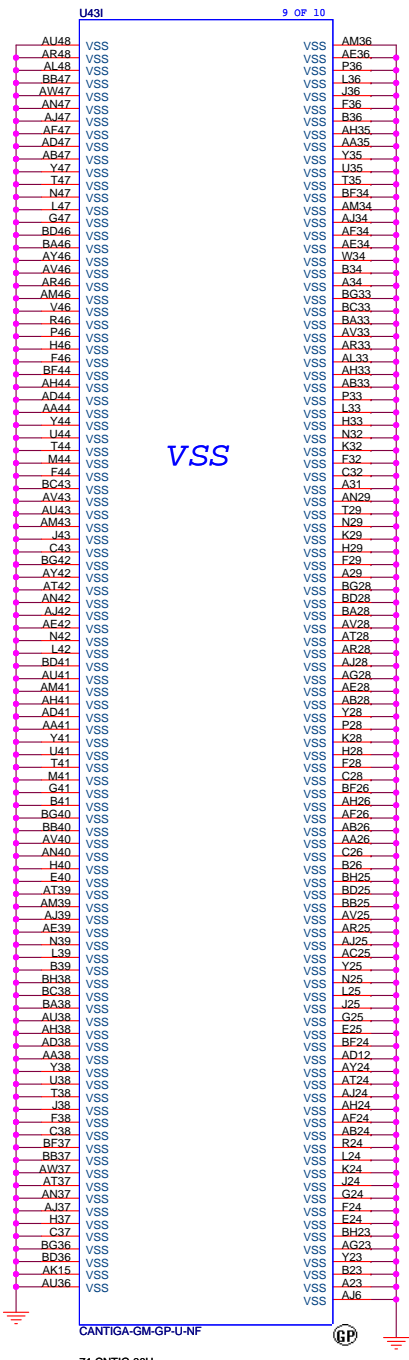 U43I 9 OF 10
AU48 VSS VSS AM36
AR48 VSS VSS AE36
AL48 VSS VSS P36
BB47 VSS VSS L36
AW47 VSS VSS J36
AN47 VSS VSS F36
AJ47 VSS VSS B36
AF47 VSS VSS AH35
AD47 VSS VSS AA35
AB47 VSS VSS Y35
Y47 VSS VSS U35
T47 VSS VSS T35
N47 VSS VSS BF34
L47 VSS VSS AM34
G47 VSS VSS AJ34
BD46 VSS VSS AF34
BA46 VSS VSS AE34
AY46 VSS VSS W34
AV46 VSS VSS B34
AR46 VSS VSS A34
AM46 VSS VSS BG33
V46 VSS VSS BC33
R46 VSS VSS BA33
P46 VSS VSS AV33
H46 VSS VSS AR33
F46 VSS VSS AL33
BF44 VSS VSS AH33
AH44 VSS VSS AB33
AD44 VSS VSS P33
AA44 VSS VSS L33
Y44 VSS VSS H33
U44 VSS VSS N32
T44 VSS VSS K32
VSS
M44 VSS VSS F32
F44 VSS VSS C32
BC43 VSS VSS A31
AV43 VSS VSS AN29
AU43 VSS VSS T29
AM43 VSS VSS N29
J43 VSS VSS K29
C43 VSS VSS H29
BG42 VSS VSS F29
AY42 VSS VSS A29
AT42 VSS VSS BG28
AN42 VSS VSS BD28
AJ42 VSS VSS BA28
AE42 VSS VSS AV28
N42 VSS VSS AT28
L42 VSS VSS AR28
BD41 VSS VSS AJ28
AU41 VSS VSS AG28
AM41 VSS VSS AE28
AH41 VSS VSS AB28
AD41 VSS VSS Y28
AA41 VSS VSS P28
Y41 VSS VSS K28
U41 VSS VSS H28
T41 VSS VSS F28
M41 VSS VSS C28
G41 VSS VSS BF26
B41 VSS VSS AH26
BG40 VSS VSS AF26
BB40 VSS VSS AB26
AV40 VSS VSS AA26
AN40 VSS VSS C26
H40 VSS VSS B26
E40 VSS VSS BH25
AT39 VSS VSS BD25
AM39 VSS VSS BB25
AJ39 VSS VSS AV25
AE39 VSS VSS AR25
N39 VSS VSS AJ25
L39 VSS VSS AC25
B39 VSS VSS Y25
BH38 VSS VSS N25
BC38 VSS VSS L25
BA38 VSS VSS J25
AU38 VSS VSS G25
AH38 VSS VSS E25
AD38 VSS VSS BF24
AA38 VSS VSS AD12
Y38 VSS VSS AY24
U38 VSS VSS AT24
T38 VSS VSS AJ24
J38 VSS VSS AH24
F38 VSS VSS AF24
C38 VSS VSS AB24
BF37 VSS VSS R24
BB37 VSS VSS L24
AW37 VSS VSS K24
AT37 VSS VSS J24
AN37 VSS VSS G24
AJ37 VSS VSS F24
H37 VSS VSS E24
C37 VSS VSS BH23
BG36 VSS VSS AG23
BD36 VSS VSS Y23
AK15 VSS VSS B23
AU36 VSS VSS A23
VSS AJ6
CANTIGA-GM-GP-U-NF GP